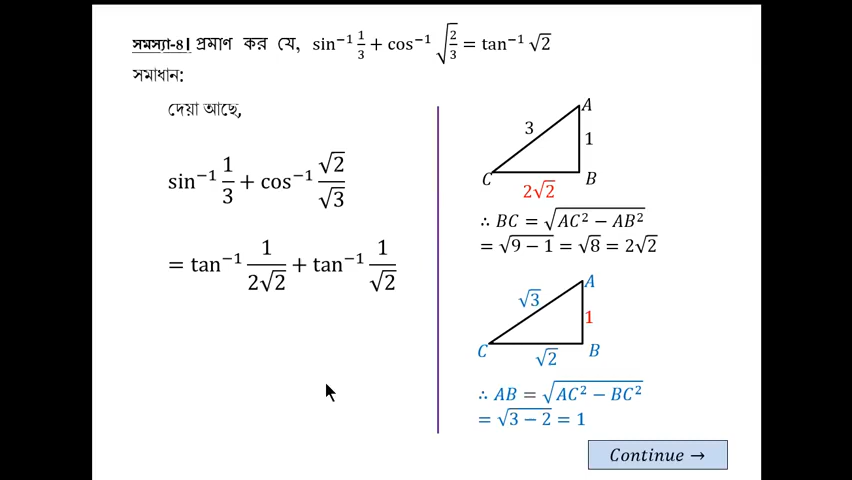 সমস্যা-৪। প্রমাণ কর যে, sin⁻¹ 1/3 + cos⁻¹ √(2/3) = tan⁻¹ √2
সমাধান:
দেয়া আছে,
sin⁻¹ 1/3 + cos⁻¹ √2/√3
= tan⁻¹ 1/(2√2) + tan⁻¹ 1/√2
A
3
1
C
B
2√2
∴ BC = √(AC² − AB²)
= √(9 − 1) = √8 = 2√2
A
√3
1
C
B
√2
∴ AB = √(AC² − BC²)
= √(3 − 2) = 1
Continue →